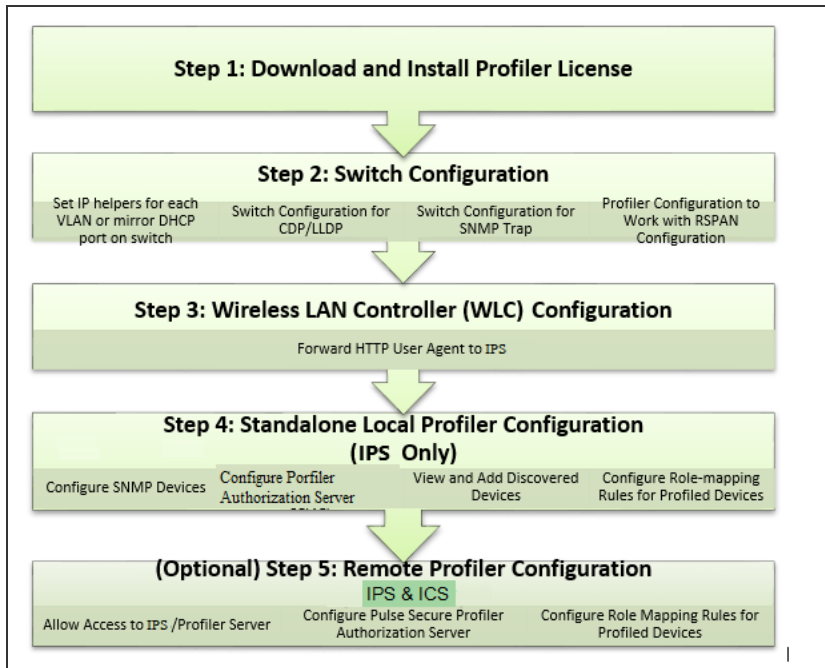 Step 1: Download and Install Profiler License
Step 2: Switch Configuration
Set IP helpers for each
VLAN or mirror DHCP
port on switch
Switch Configuration for
CDP/LLDP
Switch Configuration for
SNMP Trap
Profiler Configuration to
Work with RSPAN
Configuration
Step 3: Wireless LAN Controller (WLC) Configuration
Forward HTTP User Agent to IPS
Step 4: Standalone Local Profiler Configuration
(IPS Only)
Configure SNMP Devices
Configure Porfiler
Authorization Server
View and Add Discovered
Devices
Configure Role-mapping
Rules for Profiled Devices
(Optional) Step 5: Remote Profiler Configuration
IPS & ICS
Allow Access to IPS /Profiler Server
Configure Pulse Secure Profiler
Authorization Server
Configure Role Mapping Rules for
Profiled Devices